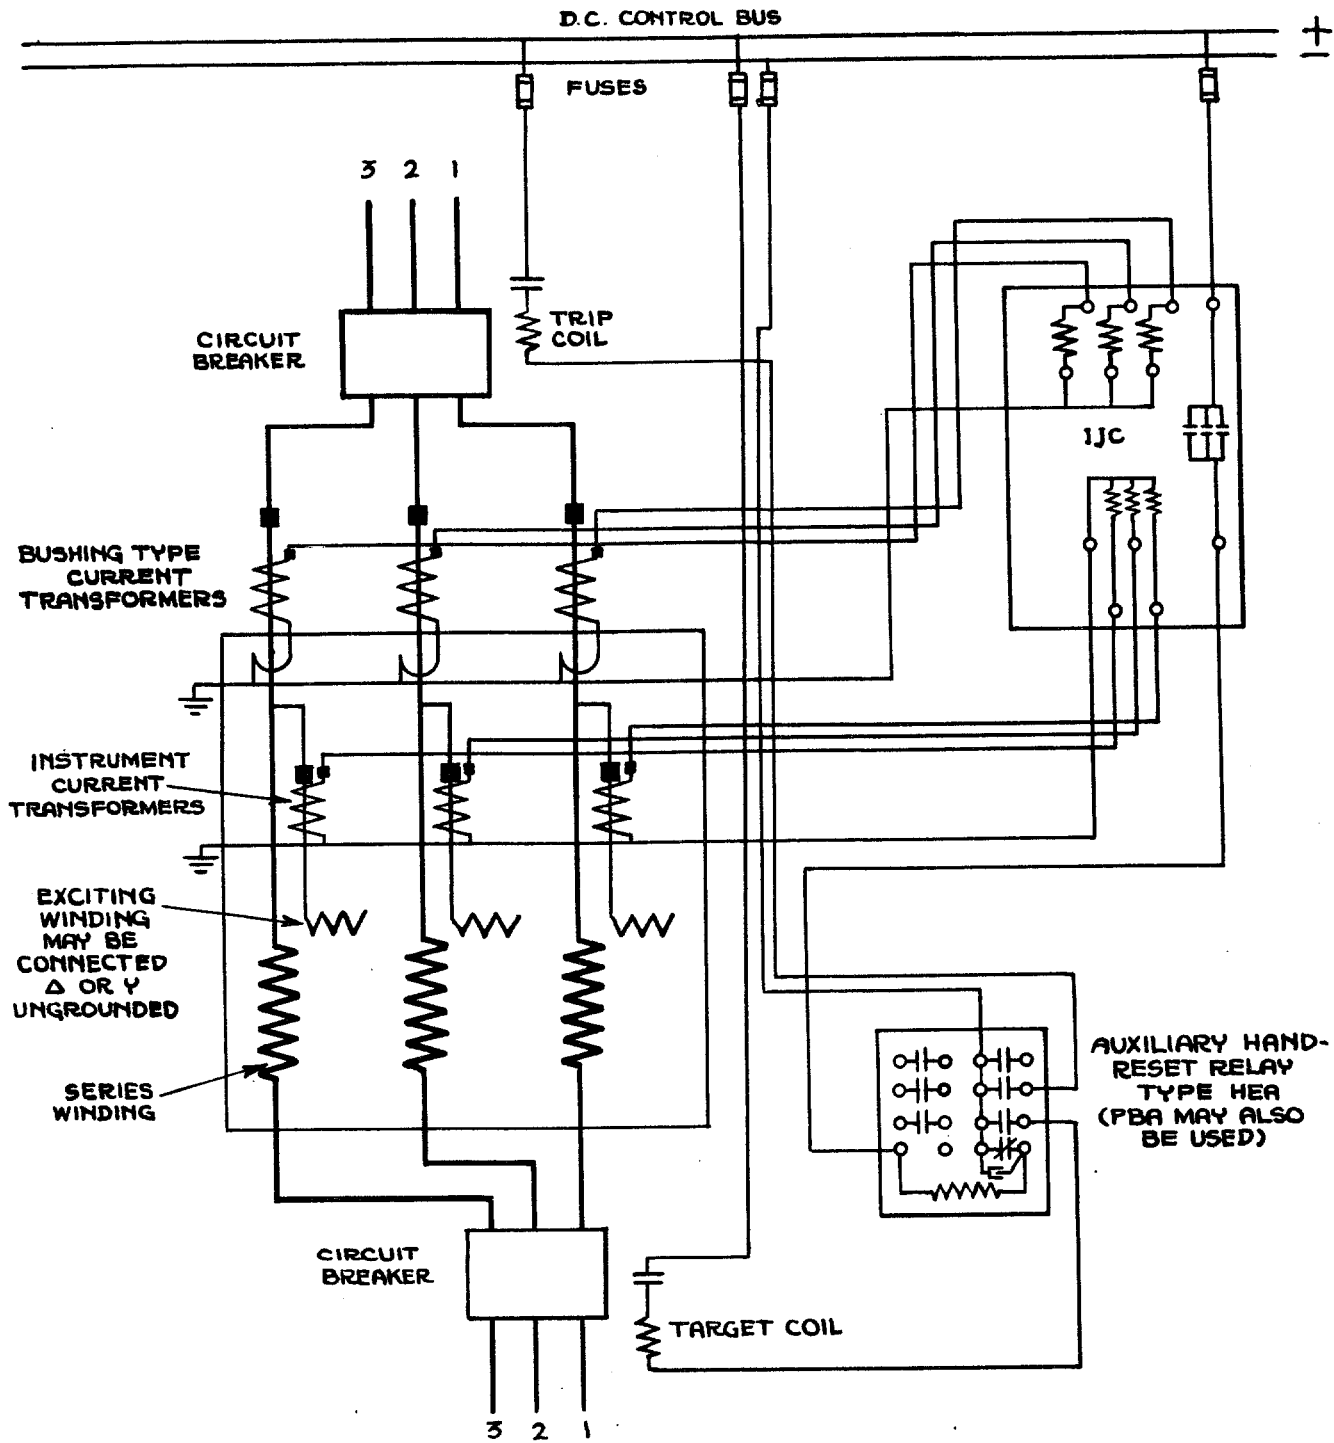 D.C. CONTROL BUS
+
−
FUSES
3 2 1
TRIP
COIL
CIRCUIT
BREAKER
IJC
BUSHING TYPE
CURRENT
TRANSFORMERS
INSTRUMENT
CURRENT
TRANSFORMERS
EXCITING
WINDING
MAY BE
CONNECTED
Δ OR Y
UNGROUNDED
SERIES
WINDING
AUXILIARY HAND-
RESET RELAY
TYPE HEA
(PBA MAY ALSO
BE USED)
CIRCUIT
BREAKER
TARGET COIL
3 2 1